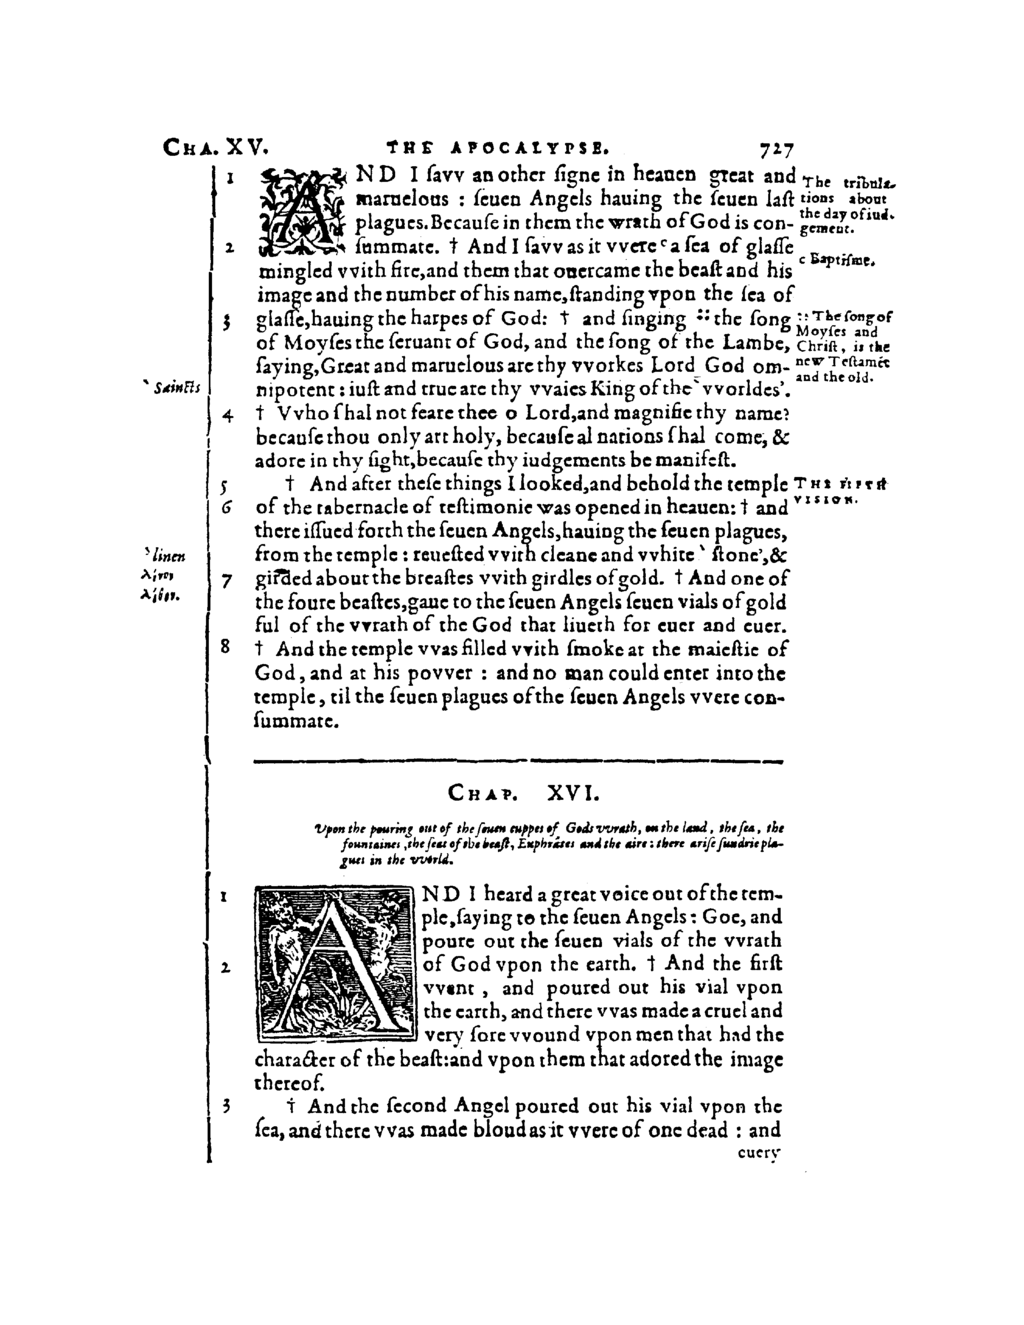 CHA. XV. THE APOCALYPSE. 727
1 AND I ſavv an other ſigne in heauen great and
maruelous : ſeuen Angels hauing the ſeuen laſt
plagues. Becauſe in them the wrath of God is con-
2 ſummate. † And I ſavv as it vvere c a ſea of glaſſe
mingled vvith fire, and them that ouercame the beaſt and his
image and the number of his name, ſtanding vpon the ſea of
3 glaſſe, hauing the harpes of God: † and ſinging :: the ſong
of Moyſes the ſeruant of God, and the ſong of the Lambe,
ſaying, Great and maruelous are thy vvorkes Lord God om-
nipotent : iuſt and true are thy vvaies King of the ‵ vvorldes'.
4 † Vvho ſhal not feare thee o Lord, and magnifie thy name?
becauſe thou only art holy, becauſe al nations ſhal come, &
adore in thy ſight, becauſe thy iudgements be manifeſt.
5 † And after theſe things I looked, and behold the temple
6 of the tabernacle of teſtimonie was opened in heauen: † and
there iſſued forth the ſeuen Angels, hauing the ſeuen plagues,
from the temple : reueſted vvith cleane and vvhite ‵ ſtone', &
7 girded about the breaſtes vvith girdles of gold. † And one of
the foure beaſtes, gaue to the ſeuen Angels ſeuen vials of gold
ful of the vvrath of the God that liueth for euer and euer.
8 † And the temple vvas filled vvith ſmoke at the maieſtie of
God, and at his povver : and no man could enter into the
temple, til the ſeuen plagues of the ſeuen Angels vvere con-
ſummate.
The tribula-
tions about
the day of iud-
gement.
c Baptiſme.
:: The ſong of
Moyſes and
Chriſt, is the
new Teſtamēt
and the old.
THE FIFTH
VISION.
‵ Sainᶜts
‵ linen
λίνον
λίθον.
CHAP. XVI.
Vpon the pouring out of the ſeuen cuppes of Gods vvrath, on the land, the ſea, the
fountaines, the ſeat of the beaſt, Euphrátes and the aire : there ariſe ſundrie pla-
gues in the vvorld.
1 AND I heard a great voice out of the tem-
ple, ſaying to the ſeuen Angels : Goe, and
poure out the ſeuen vials of the vvrath
2 of God vpon the earth. † And the firſt
vvent, and poured out his vial vpon
the earth, and there vvas made a cruel and
very ſore vvound vpon men that had the
character of the beaſt: and vpon them that adored the image
thereof.
3 † And the ſecond Angel poured out his vial vpon the
ſea, and there vvas made bloud as it vvere of one dead : and
euery